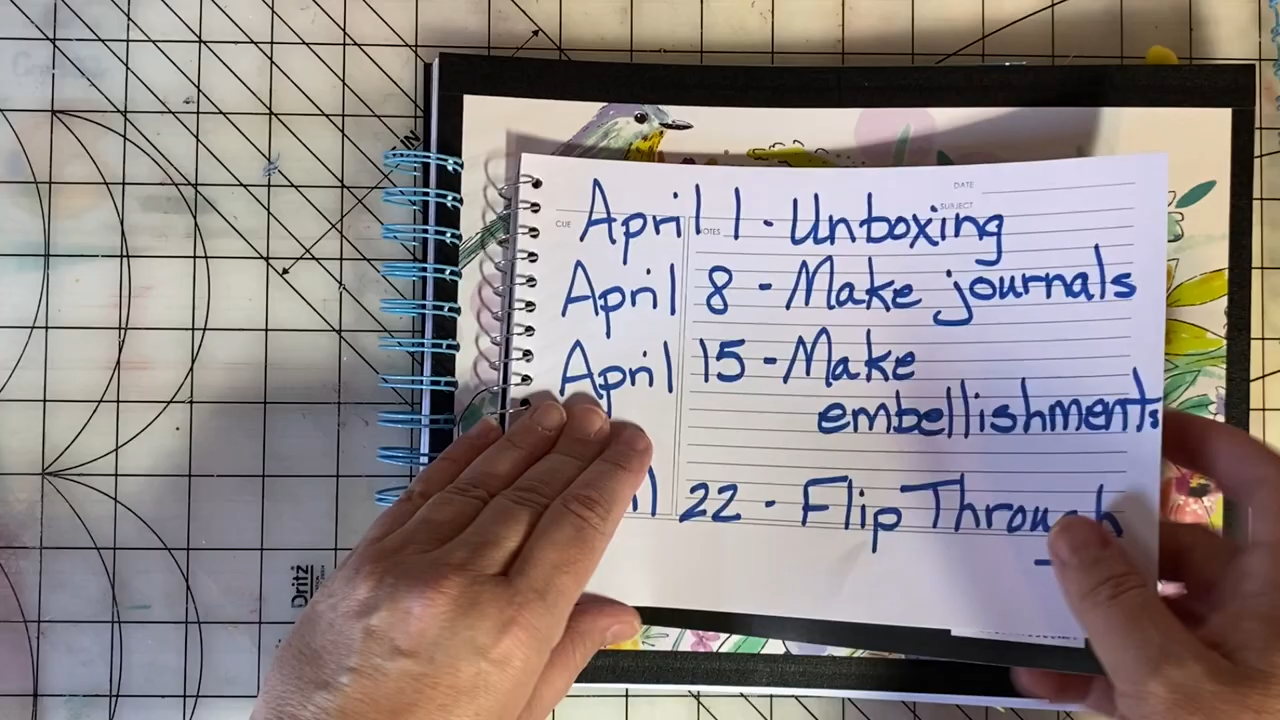 DATE
SUBJECT
CUE
NOTES
April 1 - Unboxing
April 8 - Make journals
April 15 - Make
embellishments
22 - Flip Through
Dritz